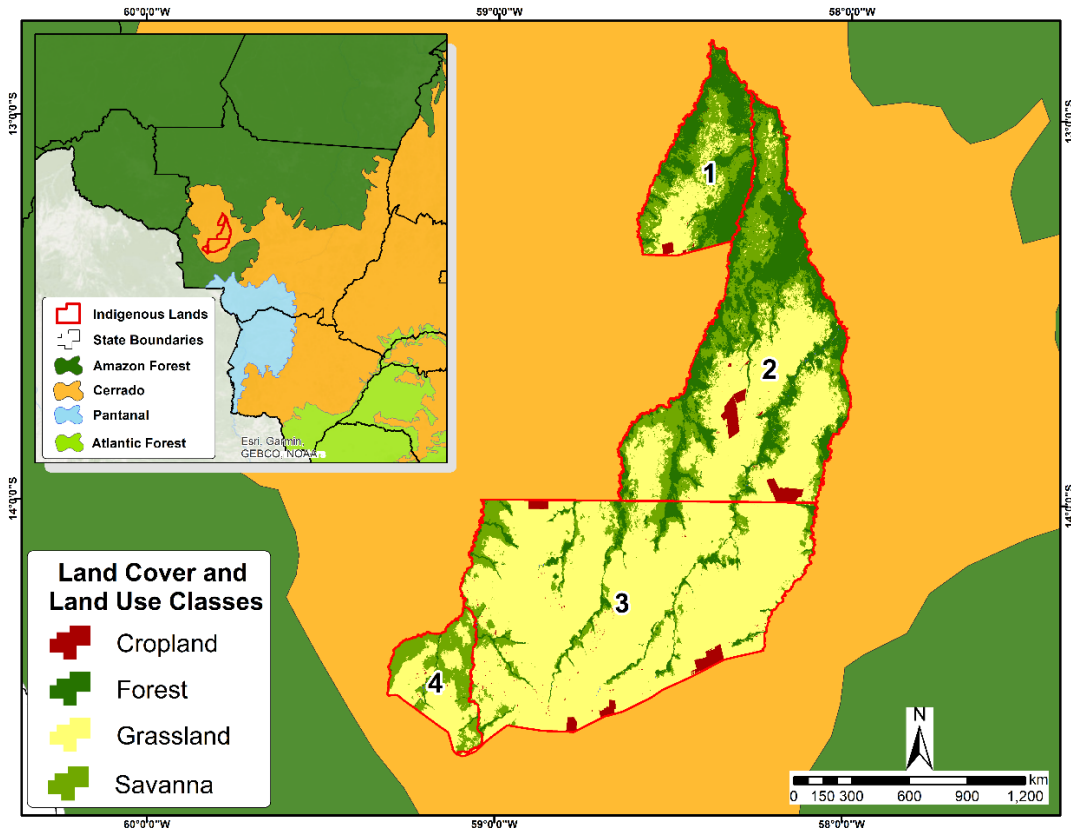 60°0'0"W
59°0'0"W
58°0'0"W
13°0'0"S
13°0'0"S
14°0'0"S
14°0'0"S
Indigenous Lands
State Boundaries
Amazon Forest
Cerrado
Pantanal
Atlantic Forest
Esri, Garmin,
GEBCO, NOAA
1
2
3
4
Land Cover and
Land Use Classes
Cropland
Forest
Grassland
Savanna
N
km
0 150 300 600 900 1,200
60°0'0"W
59°0'0"W
58°0'0"W